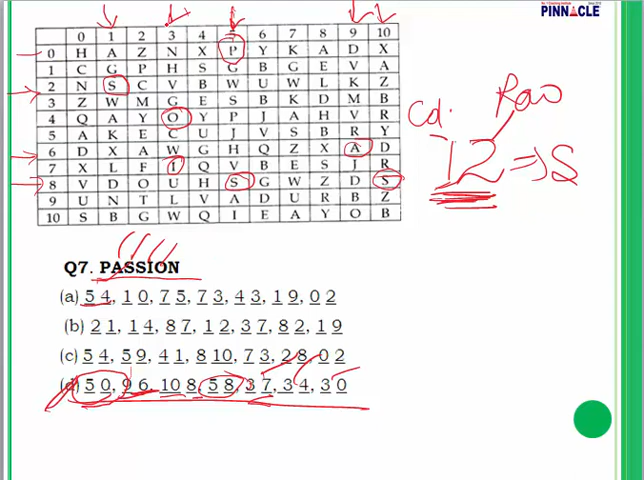 PINNACLE
0 1 2 3 4 5 6 7 8 9 10
0 H A Z N X P Y K A D X
1 C G P H S G B G E V A
2 N S C V B W U W L K Z
3 Z W M G E S B K D M B
4 Q A Y O Y P J A H V R
5 A K E C U J V S B R Y
6 D X A W G H Q Z X A D
7 X L F I Q V B E S J R
8 V D O U H S G W Z D S
9 U N T L V A D U R B Z
10 S B G W Q I E A Y O B
Cd. Rao
12 => S
Q7. PASSION
(a) 5 4, 1 0, 7 5, 7 3, 4 3, 1 9, 0 2
(b) 2 1, 1 4, 8 7, 1 2, 3 7, 8 2, 1 9
(c) 5 4, 5 9, 4 1, 8 10, 7 3, 2 8, 0 2
(d) 5 0, 9 6, 10 8, 5 8, 3 7, 3 4, 3 0